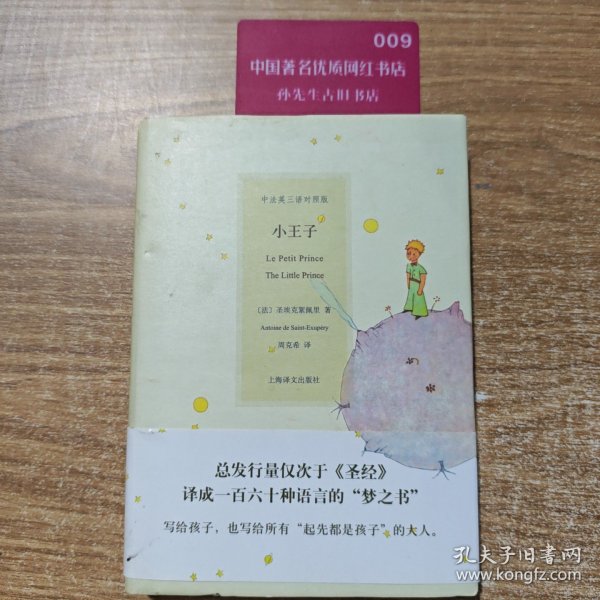 009
中国著名优质网红书店
孙先生古旧书店
中法英三语对照版
小王子
Le Petit Prince
The Little Prince
〔法〕圣埃克絮佩里 著
Antoine de Saint-Exupéry
周克希 译
上海译文出版社
总发行量仅次于《圣经》
译成一百六十种语言的“梦之书”
写给孩子，也写给所有“起先都是孩子”的大人。
孔夫子旧书网
www.kongfz.com